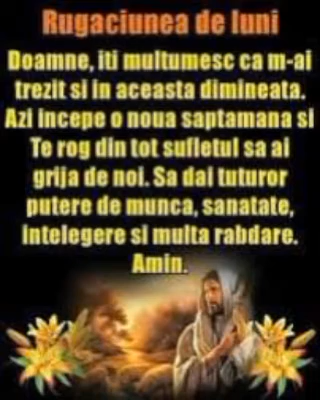 Rugaciunea de luni
Doamne, iti multumesc ca m-ai
trezit si in aceasta dimineata.
Azi incepe o noua saptamana si
Te rog din tot sufletul sa ai
grija de noi. Sa dai tuturor
putere de munca, sanatate,
intelegere si multa rabdare.
Amin.